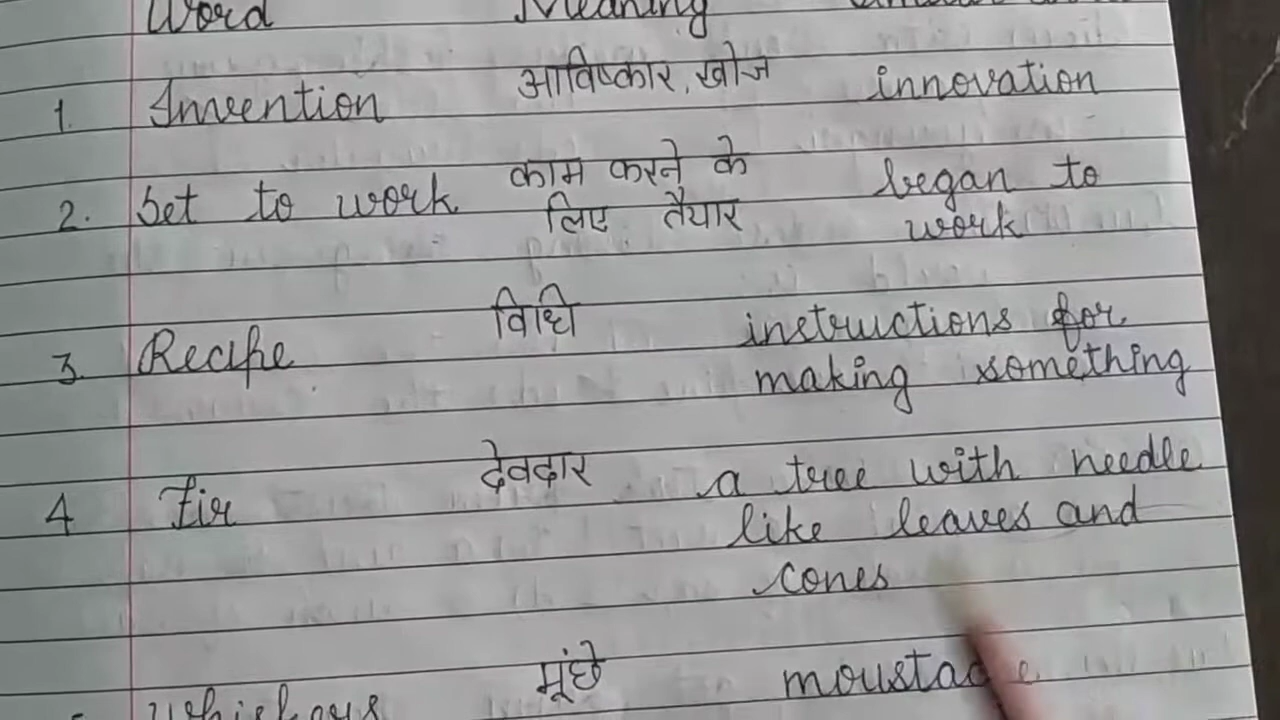 Word Meaning
1. Invention आविष्कार, खोज innovation
2. Set to work काम करने के began to
लिए तैयार work
3. Recipe विधि instructions for
making something
4 Fir देवदार a tree with needle
like leaves and
cones
मूंछे moustache